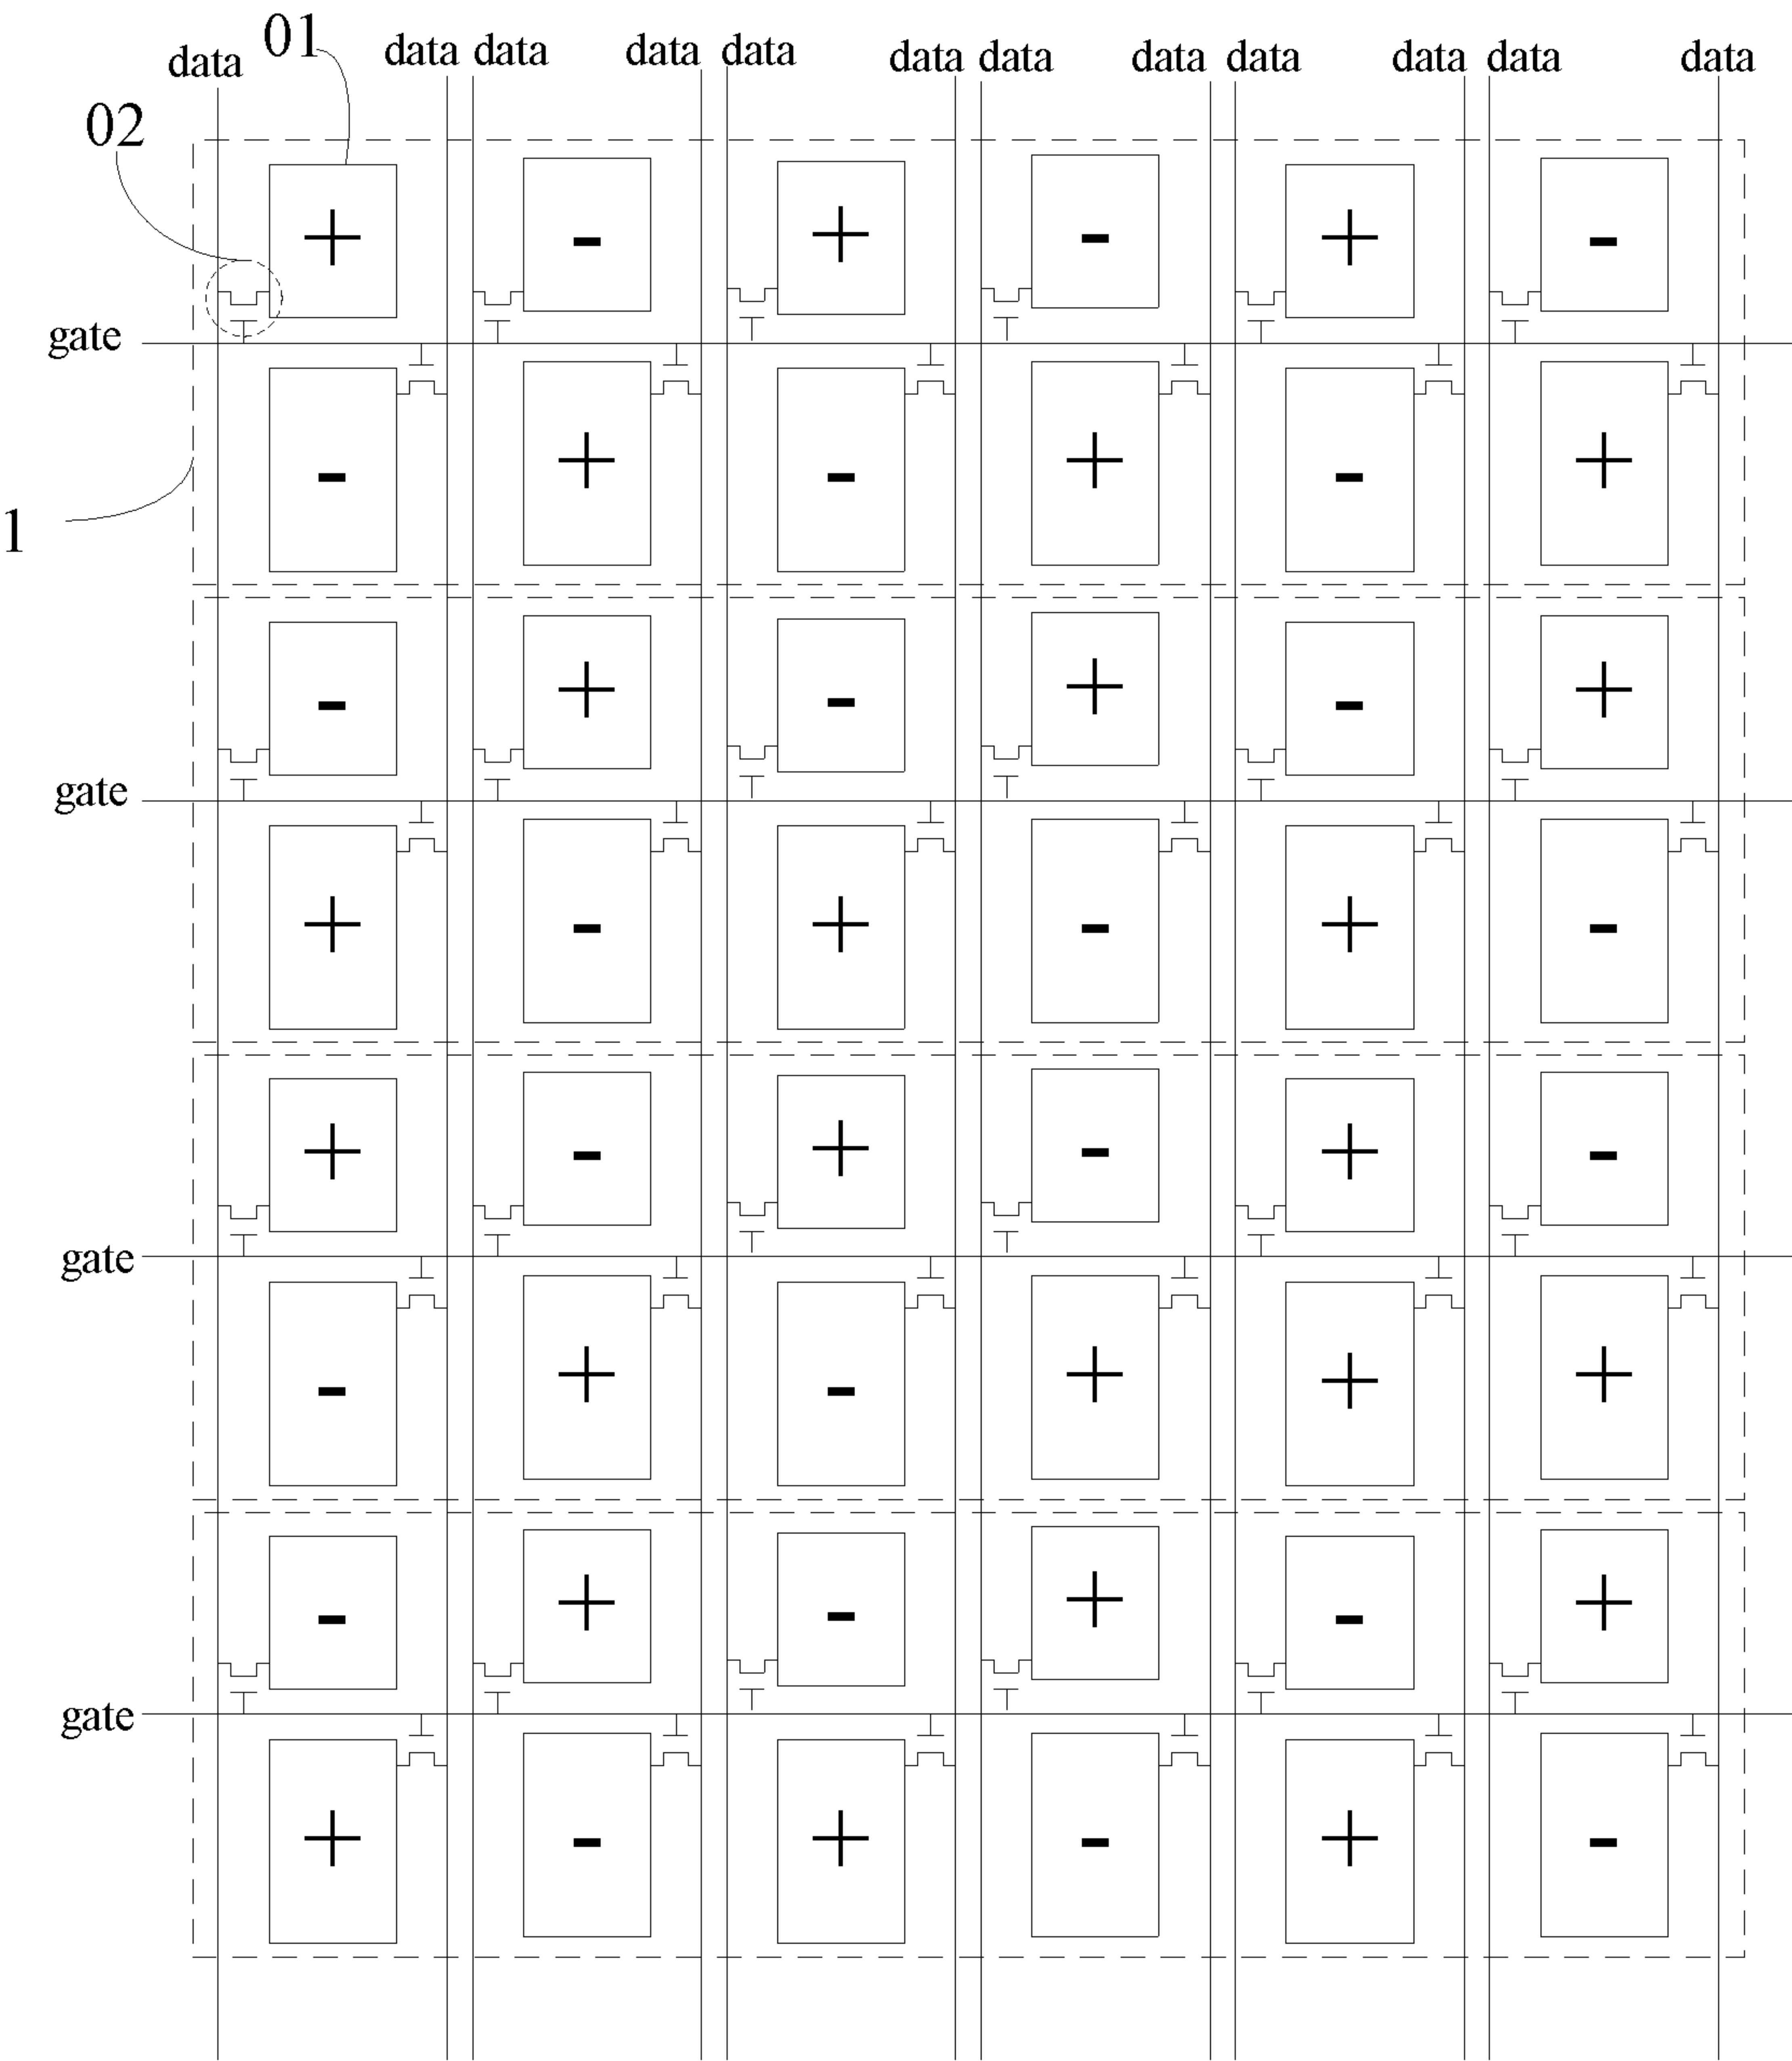 01
data data data data data data data data data data data data
02
+ - + - + -
gate
- + - + - +
1
- + - + - +
gate
+ - + - + -
+ - + - + -
gate
- + - + + +
- + - + - +
gate
+ - + - + -